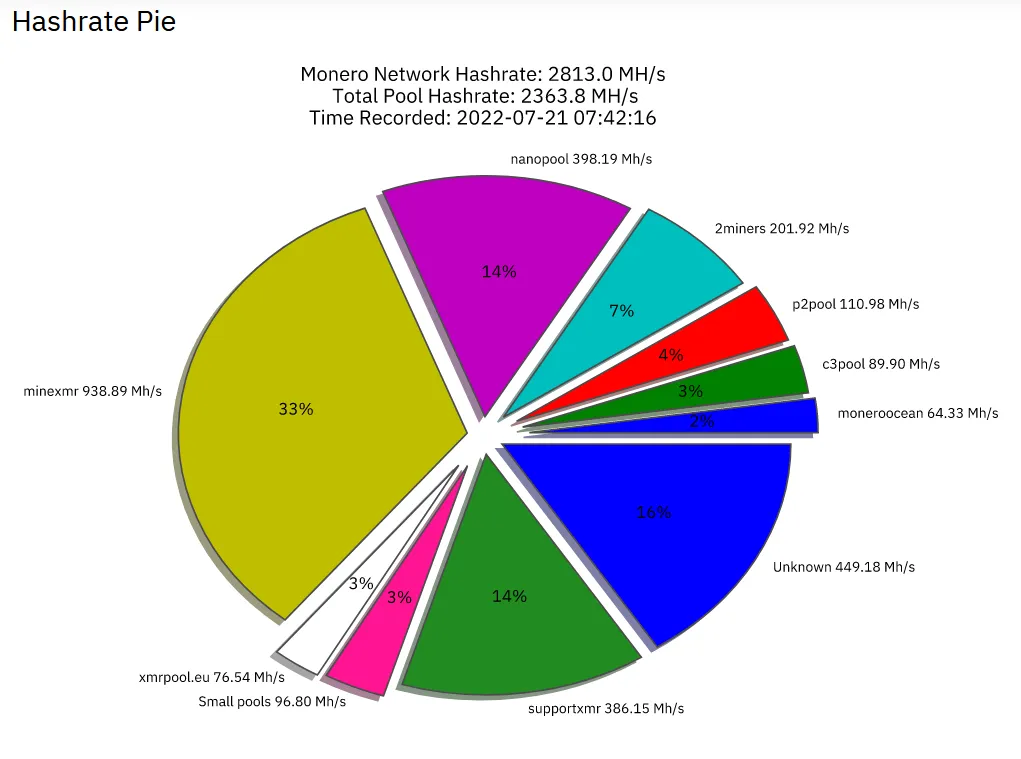 Hashrate Pie
Monero Network Hashrate: 2813.0 MH/s
Total Pool Hashrate: 2363.8 MH/s
Time Recorded: 2022-07-21 07:42:16
nanopool 398.19 Mh/s
2miners 201.92 Mh/s
14%
p2pool 110.98 Mh/s
7%
4%
c3pool 89.90 Mh/s
minexmr 938.89 Mh/s
3%
33%
moneroocean 64.33 Mh/s
2%
16%
Unknown 449.18 Mh/s
3%
3%
14%
xmrpool.eu 76.54 Mh/s
Small pools 96.80 Mh/s
supportxmr 386.15 Mh/s